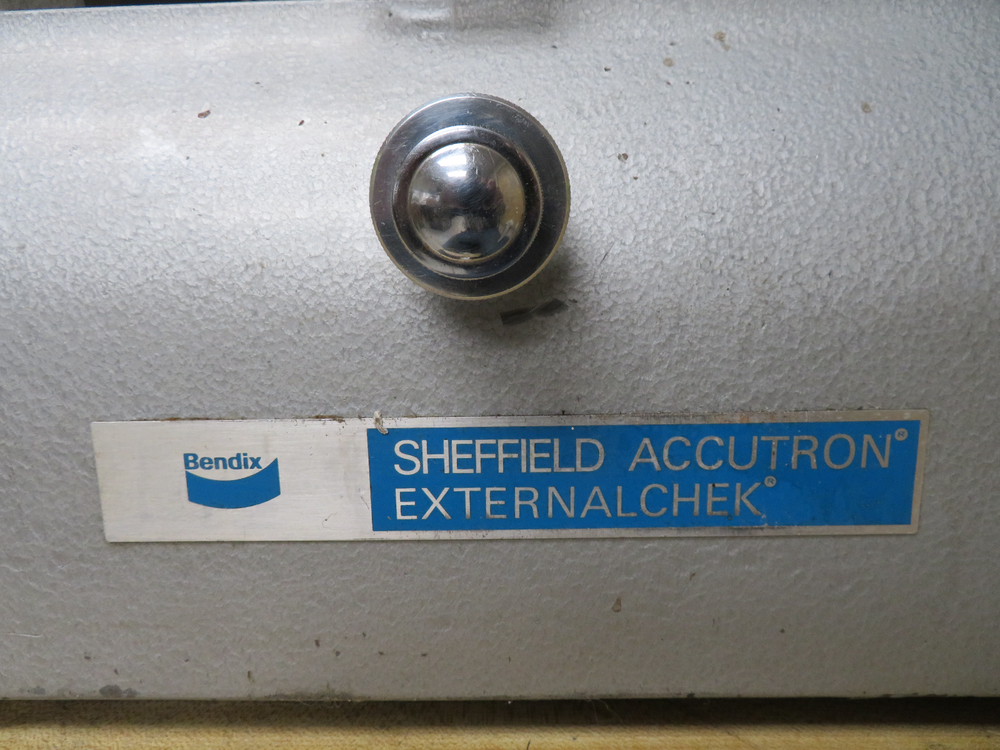 Bendix
SHEFFIELD ACCUTRON®
EXTERNALCHEK®